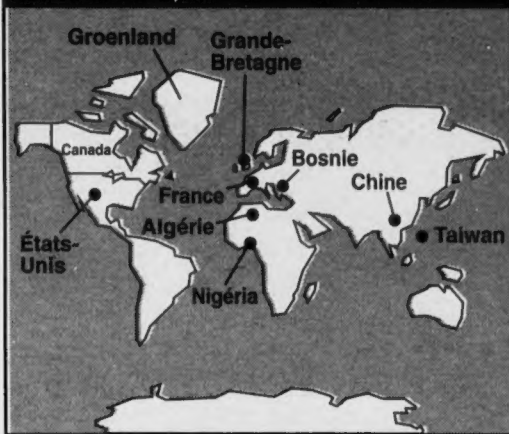 Groenland
Grande-
Bretagne
Canada
Bosnie
France
Chine
Algérie
Taiwan
États-
Unis
Nigéria